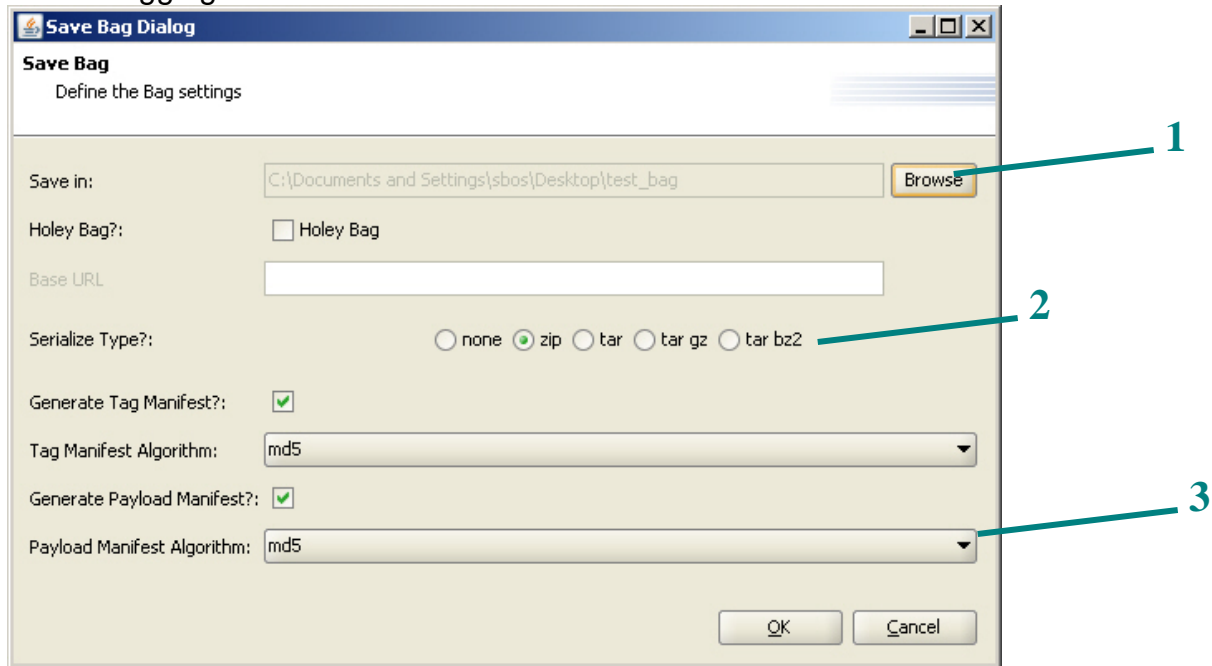 Save Bag Dialog
Save Bag
Define the Bag settings
1
Save in: C:\Documents and Settings\sbos\Desktop\test_bag Browse
Holey Bag?: Holey Bag
Base URL
2
Serialize Type?: none zip tar tar gz tar bz2
Generate Tag Manifest?:
Tag Manifest Algorithm: md5
Generate Payload Manifest?:
3
Payload Manifest Algorithm: md5
OK Cancel